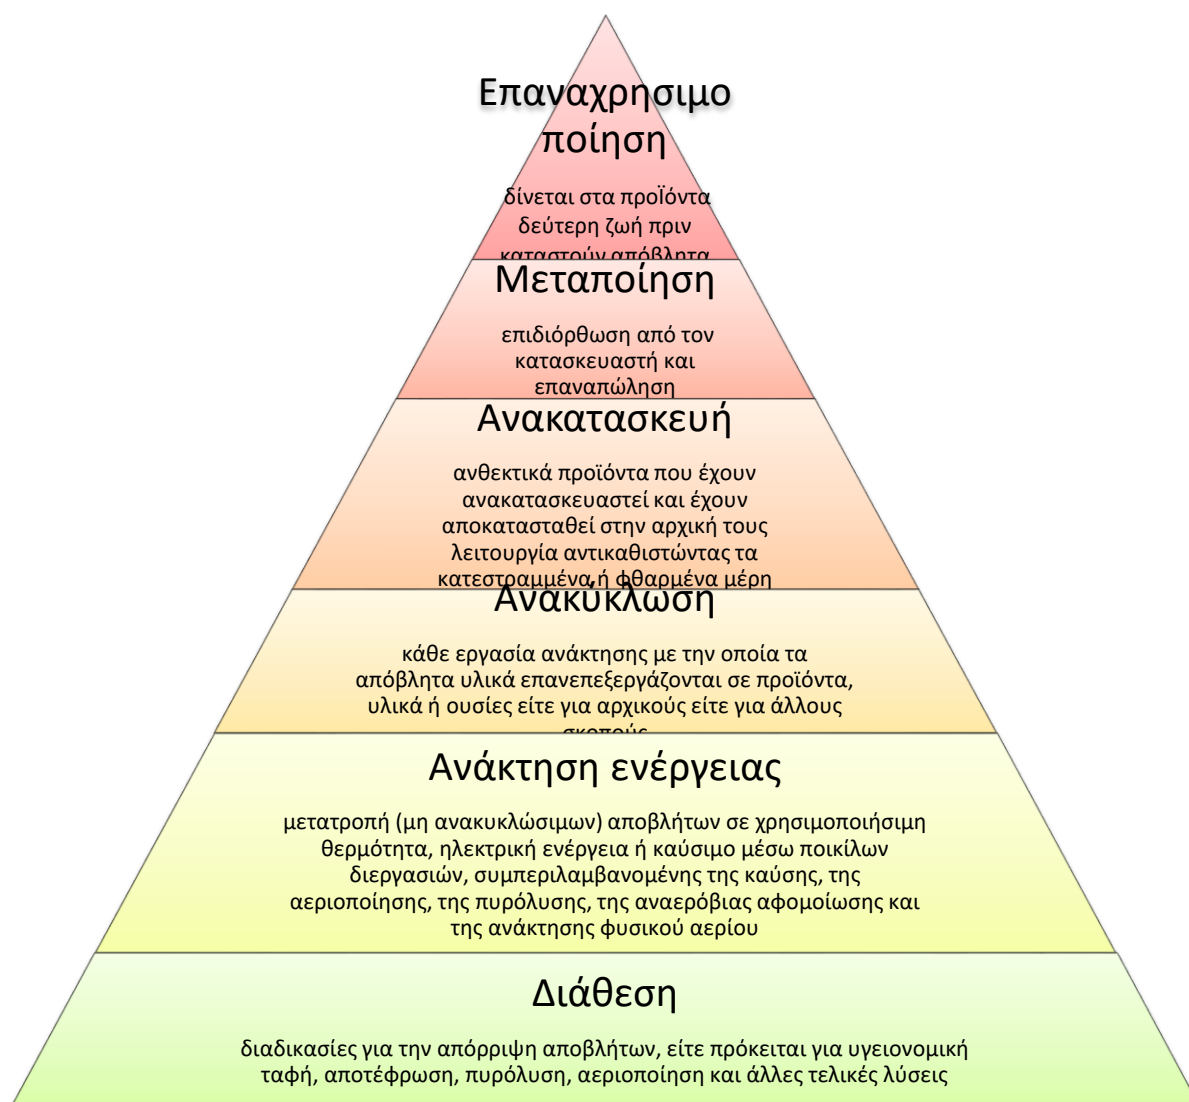 Επαναχρησιμο
ποίηση
δίνεται στα προΪόντα
δεύτερη ζωή πριν
καταστούν απόβλητα
Μεταποίηση
επιδιόρθωση από τον
κατασκευαστή και
επαναπώληση
Ανακατασκευή
ανθεκτικά προϊόντα που έχουν
ανακατασκευαστεί και έχουν
αποκατασταθεί στην αρχική τους
λειτουργία αντικαθιστώντας τα
κατεστραμμένα ή φθαρμένα μέρη
Ανακύκλωση
κάθε εργασία ανάκτησης με την οποία τα
απόβλητα υλικά επανεπεξεργάζονται σε προϊόντα,
υλικά ή ουσίες είτε για αρχικούς είτε για άλλους
σκοπούς
Ανάκτηση ενέργειας
μετατροπή (μη ανακυκλώσιμων) αποβλήτων σε χρησιμοποιήσιμη
θερμότητα, ηλεκτρική ενέργεια ή καύσιμο μέσω ποικίλων
διεργασιών, συμπεριλαμβανομένης της καύσης, της
αεριοποίησης, της πυρόλυσης, της αναερόβιας αφομοίωσης και
της ανάκτησης φυσικού αερίου
Διάθεση
διαδικασίες για την απόρριψη αποβλήτων, είτε πρόκειται για υγειονομική
ταφή, αποτέφρωση, πυρόλυση, αεριοποίηση και άλλες τελικές λύσεις